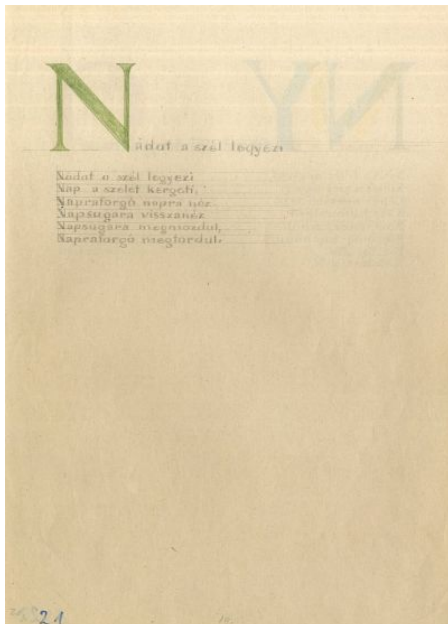 Nádat a szél legyezi
Nádat a szél legyezi
Nap a szelet kergeti,
Napraforgó napra néz
Napsugára visszanéz
Napsugára megmozdul,
Napraforgó megfordul.
21